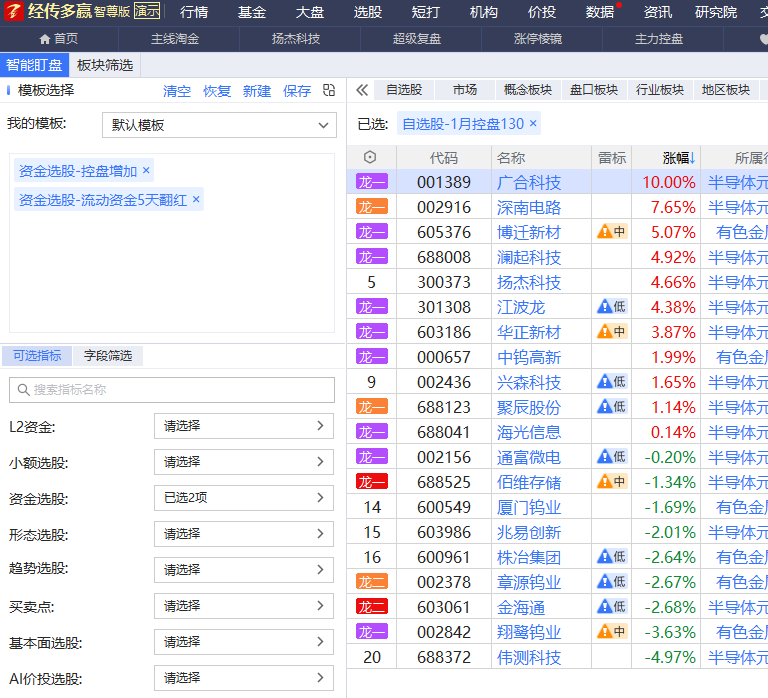 经传多赢 智尊版 演示 行情 基金 大盘 选股 短打 机构 价投 数据 资讯 研究院
首页 主线淘金 扬杰科技 超级复盘 涨停棱镜 主力控盘
智能盯盘 板块筛选
模板选择 清空 恢复 新建 保存
我的模板: 默认模板
资金选股-控盘增加 ×
资金选股-流动资金5天翻红 ×
可选指标 字段筛选
搜索指标名称
L2资金: 请选择
小额选股: 请选择
资金选股: 已选2项
形态选股: 请选择
趋势选股: 请选择
买卖点: 请选择
基本面选股: 请选择
AI价投选股: 请选择
自选股 市场 概念板块 盘口板块 行业板块 地区板块
已选: 自选股-1月控盘130 ×
代码 名称 雷标 涨幅↓ 所属
龙一 001389 广合科技 10.00% 半导体元
龙一 002916 深南电路 7.65% 半导体元
龙一 605376 博迁新材 中 5.07% 有色金
龙一 688008 澜起科技 4.92% 半导体元
5 300373 扬杰科技 4.66% 半导体元
龙一 301308 江波龙 低 4.38% 半导体元
龙一 603186 华正新材 中 3.87% 半导体元
龙一 000657 中钨高新 1.99% 有色金
9 002436 兴森科技 低 1.65% 半导体元
龙一 688123 聚辰股份 低 1.14% 半导体元
龙一 688041 海光信息 0.14% 半导体元
龙一 002156 通富微电 低 -0.20% 半导体元
龙一 688525 佰维存储 中 -1.34% 半导体元
14 600549 厦门钨业 -1.69% 有色金
15 603986 兆易创新 -2.01% 半导体元
16 600961 株冶集团 低 -2.64% 有色金
龙二 002378 章源钨业 低 -2.67% 有色金
龙二 603061 金海通 低 -2.68% 半导体元
龙一 002842 翔鹭钨业 中 -3.63% 有色金
20 688372 伟测科技 -4.97% 半导体元